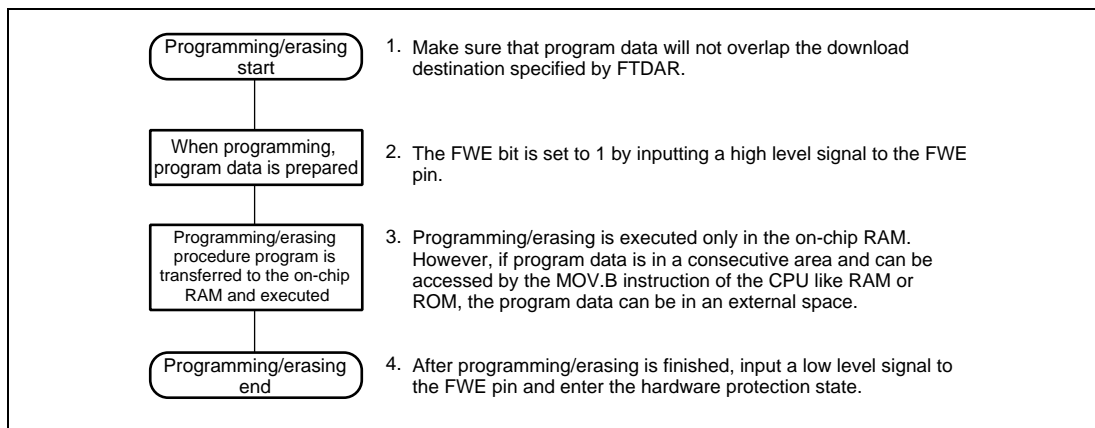 Programming/erasing
start
1. Make sure that program data will not overlap the download
destination specified by FTDAR.
When programming,
program data is prepared
2. The FWE bit is set to 1 by inputting a high level signal to the FWE
pin.
Programming/erasing
procedure program is
transferred to the on-chip
RAM and executed
3. Programming/erasing is executed only in the on-chip RAM.
However, if program data is in a consecutive area and can be
accessed by the MOV.B instruction of the CPU like RAM or
ROM, the program data can be in an external space.
Programming/erasing
end
4. After programming/erasing is finished, input a low level signal to
the FWE pin and enter the hardware protection state.